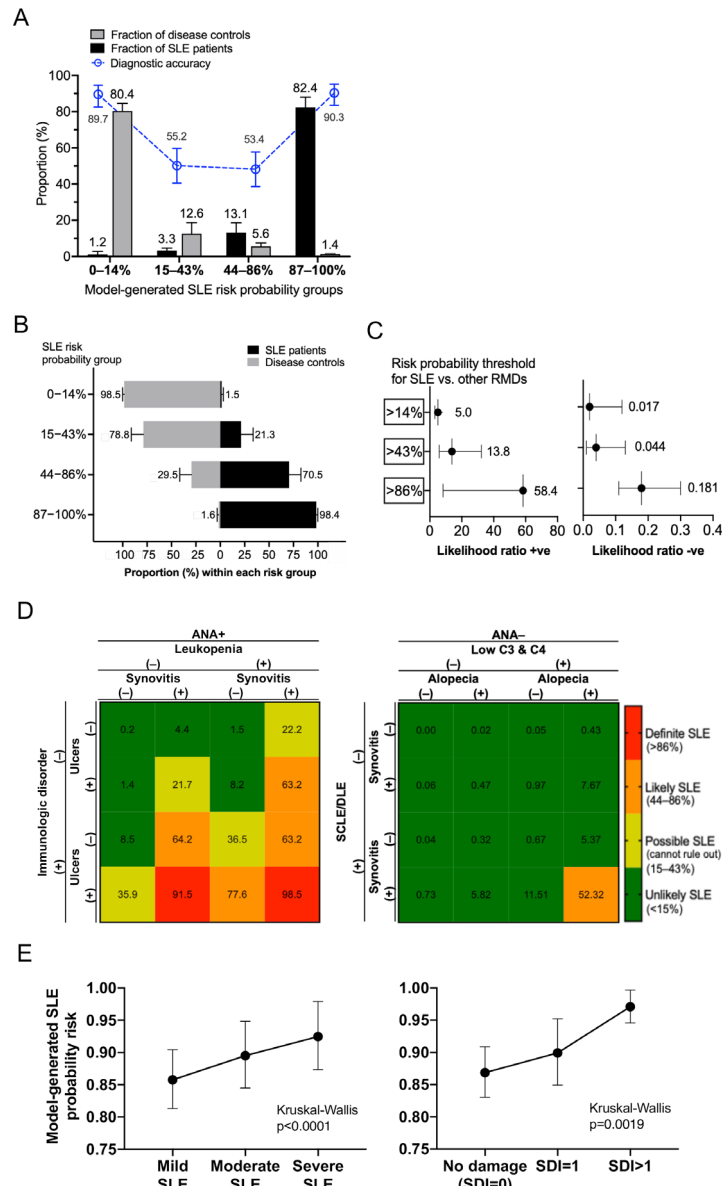 A
Fraction of disease controls
Fraction of SLE patients
Diagnostic accuracy
Proportion (%)
100
80
60
40
20
0
89.7
80.4
55.2
53.4
82.4
90.3
1.2
3.3
12.6
13.1
5.6
1.4
0–14%
15–43%
44–86%
87–100%
Model-generated SLE risk probability groups
B
SLE risk
probability group
SLE patients
Disease controls
0–14%
98.5
1.5
15–43%
78.8
21.3
44–86%
29.5
70.5
87–100%
1.6
98.4
100 75 50 25 0 25 50 75 100
Proportion (%) within each risk group
C
Risk probability threshold
for SLE vs. other RMDs
>14%
5.0
0.017
>43%
13.8
0.044
>86%
58.4
0.181
0 20 40 60 80
Likelihood ratio +ve
0.0 0.1 0.2 0.3 0.4
Likelihood ratio -ve
D
ANA+
Leukopenia
(–) (+)
Synovitis Synovitis
(–) (+) (–) (+)
Immunologic disorder
(–)
(+)
Ulcers
Ulcers
(–)
(+)
(–)
(+)
0.2 4.4 1.5 22.2
1.4 21.7 8.2 63.2
8.5 64.2 36.5 63.2
35.9 91.5 77.6 98.5
ANA–
Low C3 & C4
(–) (+)
Alopecia Alopecia
(–) (+) (–) (+)
SCLE/DLE
(–)
(+)
Synovitis
Synovitis
(–)
(+)
(–)
(+)
0.00 0.02 0.05 0.43
0.06 0.47 0.97 7.67
0.04 0.32 0.67 5.37
0.73 5.82 11.51 52.32
Definite SLE
(>86%)
Likely SLE
(44–86%)
Possible SLE
(cannot rule out)
(15–43%)
Unlikely SLE
(<15%)
E
Model-generated SLE
probability risk
1.00
0.95
0.90
0.85
0.80
0.75
Kruskal-Wallis
p<0.0001
Mild Moderate Severe
SLE SLE SLE
1.00
0.95
0.90
0.85
0.80
0.75
Kruskal-Wallis
p=0.0019
No damage SDI=1 SDI>1
(SDI=0)